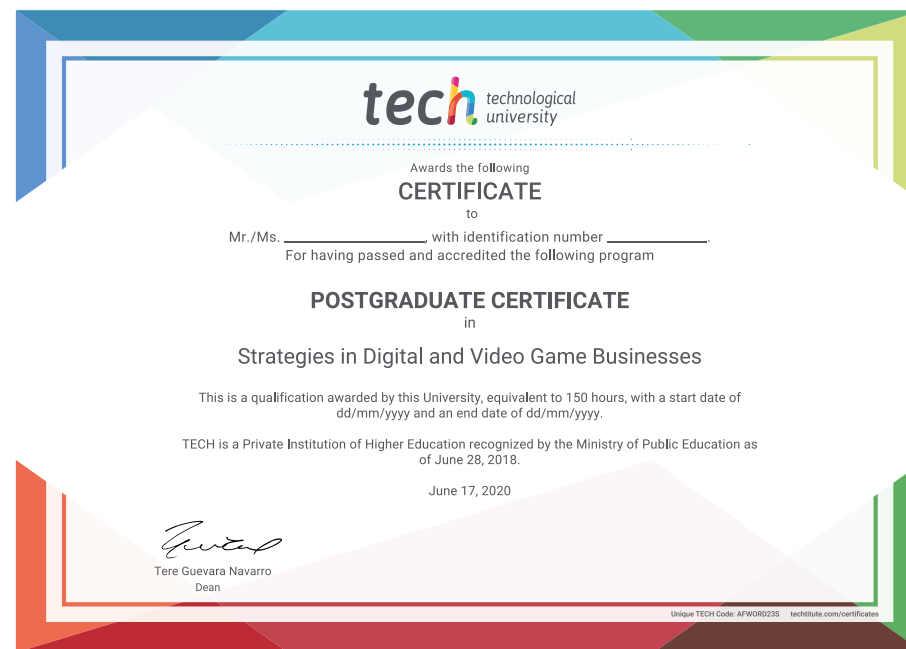 tech technological
university
Awards the following
CERTIFICATE
to
Mr./Ms. ____________, with identification number _________.
For having passed and accredited the following program
POSTGRADUATE CERTIFICATE
in
Strategies in Digital and Video Game Businesses
This is a qualification awarded by this University, equivalent to 150 hours, with a start date of
dd/mm/yyyy and an end date of dd/mm/yyyy.
TECH is a Private Institution of Higher Education recognized by the Ministry of Public Education as
of June 28, 2018.
June 17, 2020
Tere Guevara Navarro
Dean
Unique TECH Code: AFWORD23S techtitute.com/certificates